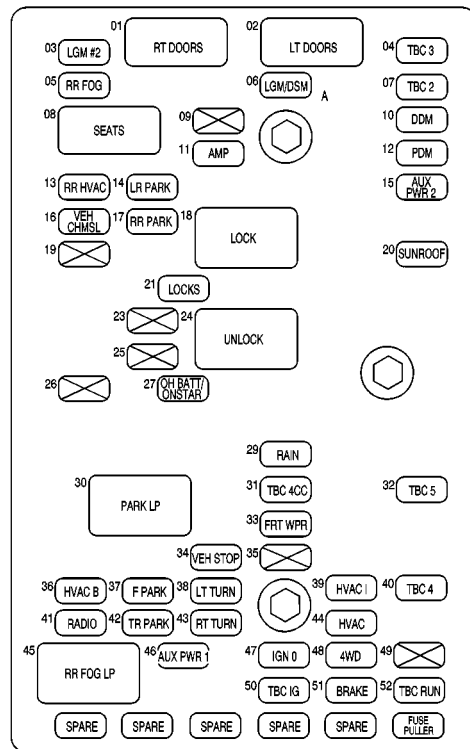 01 RT DOORS
02 LT DOORS
03 LGM #2
04 TBC 3
05 RR FOG
06 LGM/DSM
A
07 TBC 2
08 SEATS
09
10 DDM
11 AMP
12 PDM
13 RR HVAC
14 LR PARK
15 AUX
PWR 2
16 VEH
CHMSL
17 RR PARK
18 LOCK
19
20 SUNROOF
21 LOCKS
23
24 UNLOCK
25
26
27 OH BATT/
ONSTAR
29 RAIN
30 PARK LP
31 TBC 4CC
32 TBC 5
33 FRT WPR
34 VEH STOP
35
36 HVAC B
37 F PARK
38 LT TURN
39 HVAC I
40 TBC 4
41 RADIO
42 TR PARK
43 RT TURN
44 HVAC
45 RR FOG LP
46 AUX PWR 1
47 IGN 0
48 4WD
49
50 TBC IG
51 BRAKE
52 TBC RUN
SPARE
SPARE
SPARE
SPARE
SPARE
FUSE
PULLER